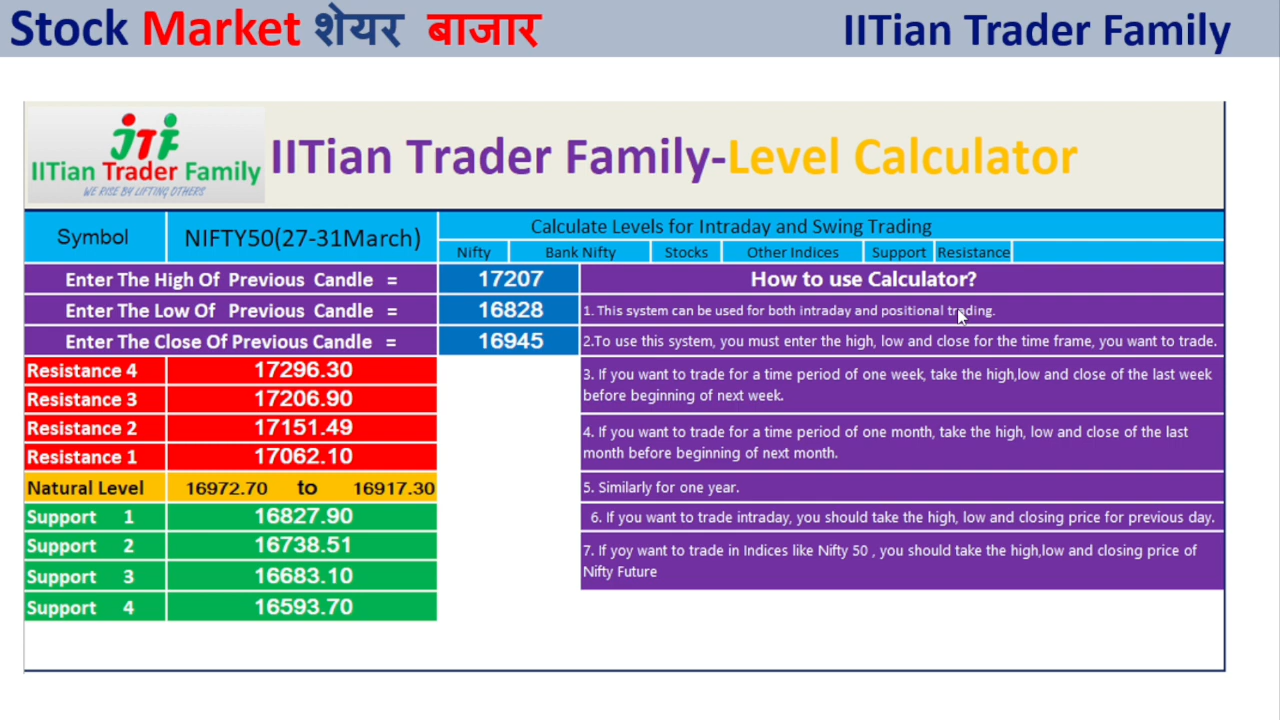 Stock Market शेयर बाजार
IITian Trader Family
JTF
IITian Trader Family
WE RISE BY LIFTING OTHERS
IITian Trader Family-Level Calculator
Symbol
NIFTY50(27-31March)
Calculate Levels for Intraday and Swing Trading
Nifty
Bank Nifty
Stocks
Other Indices
Support
Resistance
Enter The High Of Previous Candle =
17207
How to use Calculator?
Enter The Low Of Previous Candle =
16828
1. This system can be used for both intraday and positional trading.
Enter The Close Of Previous Candle =
16945
2.To use this system, you must enter the high, low and close for the time frame, you want to trade.
Resistance 4
17296.30
3. If you want to trade for a time period of one week, take the high,low and close of the last week
before beginning of next week.
Resistance 3
17206.90
Resistance 2
17151.49
4. If you want to trade for a time period of one month, take the high, low and close of the last
month before beginning of next month.
Resistance 1
17062.10
Natural Level
16972.70 to 16917.30
5. Similarly for one year.
Support 1
16827.90
6. If you want to trade intraday, you should take the high, low and closing price for previous day.
Support 2
16738.51
7. If yoy want to trade in Indices like Nifty 50 , you should take the high,low and closing price of
Nifty Future
Support 3
16683.10
Support 4
16593.70